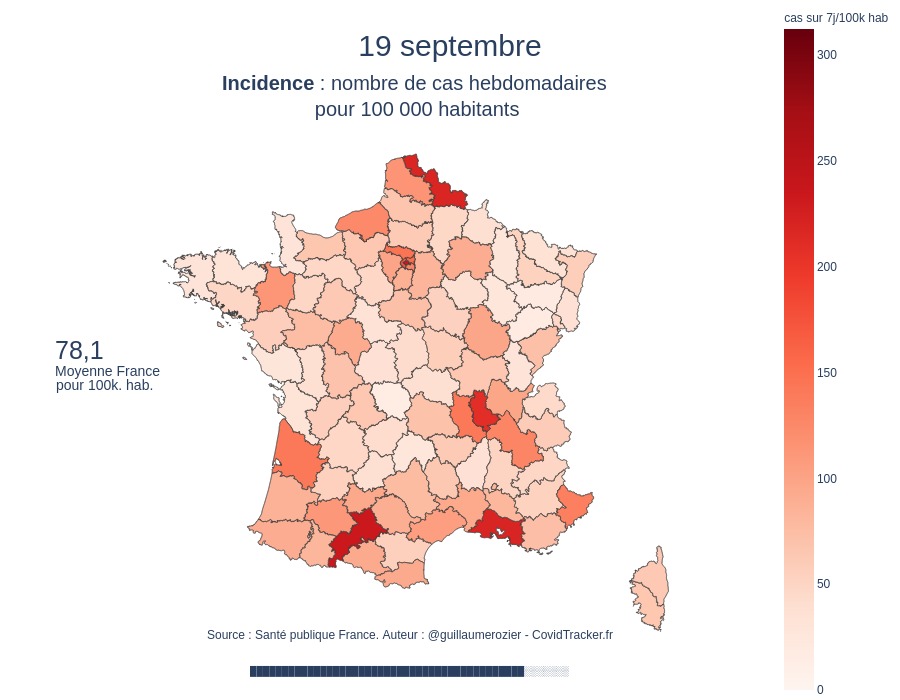 cas sur 7j/100k hab
19 septembre
Incidence : nombre de cas hebdomadaires
pour 100 000 habitants
300
250
200
150
100
50
0
78,1
Moyenne France
pour 100k. hab.
Source : Santé publique France. Auteur : @guillaumerozier - CovidTracker.fr